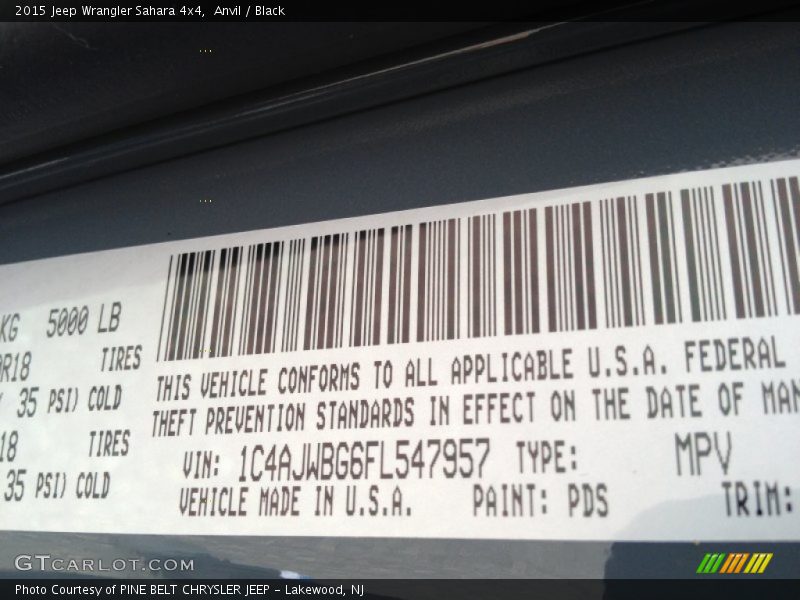 2015 Jeep Wrangler Sahara 4x4, Anvil / Black
KG 5000 LB
R18 TIRES
35 PSI) COLD
18 TIRES
35 PSI) COLD
THIS VEHICLE CONFORMS TO ALL APPLICABLE U.S.A. FEDERAL
THEFT PREVENTION STANDARDS IN EFFECT ON THE DATE OF MAN
VIN: 1C4AJWBG6FL547957 TYPE: MPV
VEHICLE MADE IN U.S.A. PAINT: PDS TRIM:
GTCARLOT.COM
Photo Courtesy of PINE BELT CHRYSLER JEEP - Lakewood, NJ